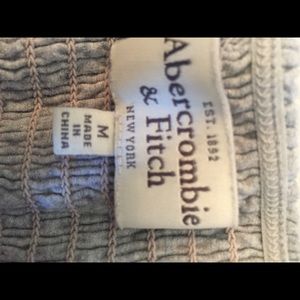 EST. 1892
Abercrombie
& Fitch
NEW YORK
M
MADE
IN
CHINA